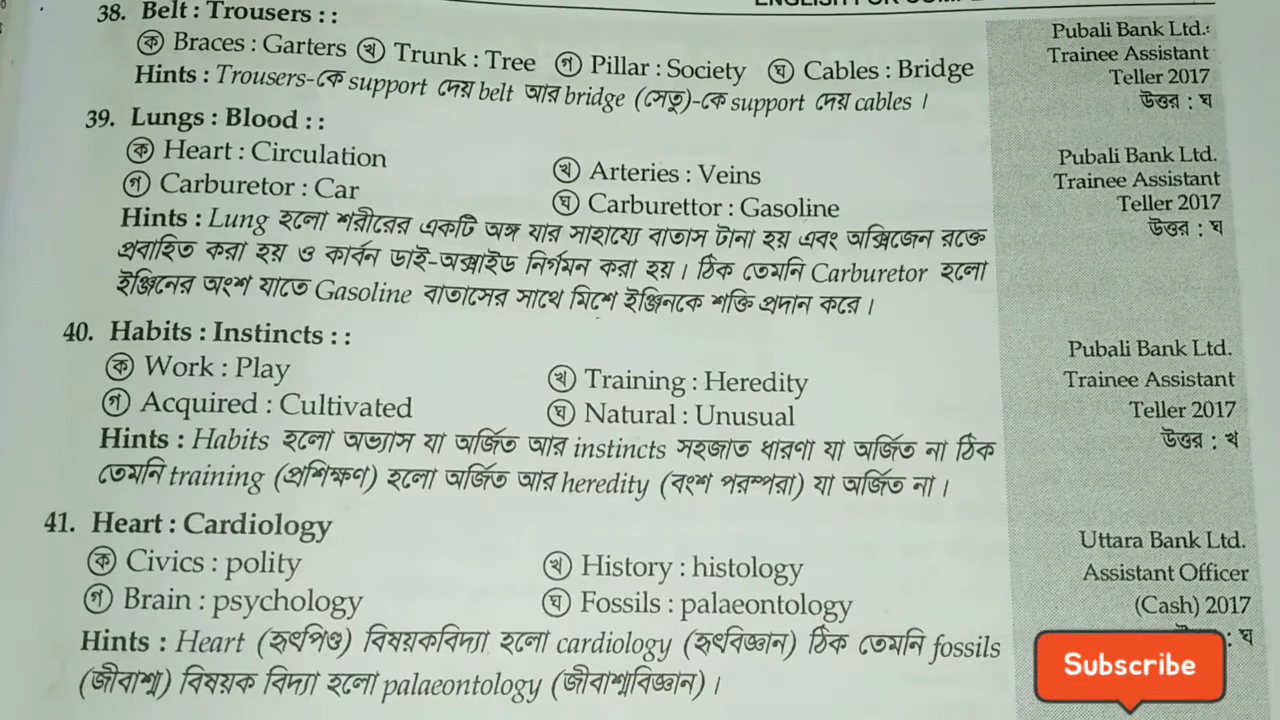 38. Belt : Trousers : :
ক Braces : Garters খ Trunk : Tree গ Pillar : Society ঘ Cables : Bridge
Hints : Trousers-কে support দেয় belt আর bridge (সেতু)-কে support দেয় cables ।
Pubali Bank Ltd.
Trainee Assistant
Teller 2017
উত্তর : ঘ
39. Lungs : Blood : :
ক Heart : Circulation
খ Arteries : Veins
গ Carburetor : Car
ঘ Carburettor : Gasoline
Hints : Lung হলো শরীরের একটি অঙ্গ যার সাহায্যে বাতাস টানা হয় এবং অক্সিজেন রক্তে
প্রবাহিত করা হয় ও কার্বন ডাই-অক্সাইড নির্গমন করা হয়। ঠিক তেমনি Carburetor হলো
ইঞ্জিনের অংশ যাতে Gasoline বাতাসের সাথে মিশে ইঞ্জিনকে শক্তি প্রদান করে ।
Pubali Bank Ltd.
Trainee Assistant
Teller 2017
উত্তর : ঘ
40. Habits : Instincts : :
ক Work : Play
খ Training : Heredity
গ Acquired : Cultivated
ঘ Natural : Unusual
Hints : Habits হলো অভ্যাস যা অর্জিত আর instincts সহজাত ধারণা যা অর্জিত না ঠিক
তেমনি training (প্রশিক্ষণ) হলো অর্জিত আর heredity (বংশ পরম্পরা) যা অর্জিত না ।
Pubali Bank Ltd.
Trainee Assistant
Teller 2017
উত্তর : খ
41. Heart : Cardiology
ক Civics : polity
খ History : histology
গ Brain : psychology
ঘ Fossils : palaeontology
Hints : Heart (হৃৎপিণ্ড) বিষয়কবিদ্যা হলো cardiology (হৃৎবিজ্ঞান) ঠিক তেমনি fossils
(জীবাশ্ম) বিষয়ক বিদ্যা হলো palaeontology (জীবাশ্মবিজ্ঞান) ।
Uttara Bank Ltd.
Assistant Officer
(Cash) 2017
: ঘ
Subscribe